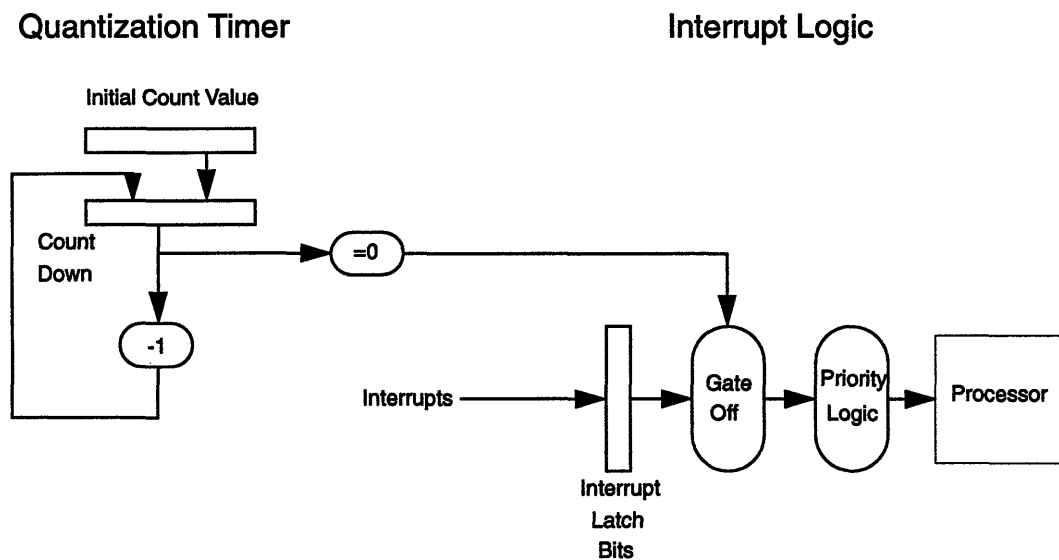 Quantization Timer
Interrupt Logic
Initial Count Value
Count
Down
=0
-1
Interrupts
Interrupt
Latch
Bits
Gate
Off
Priority
Logic
Processor